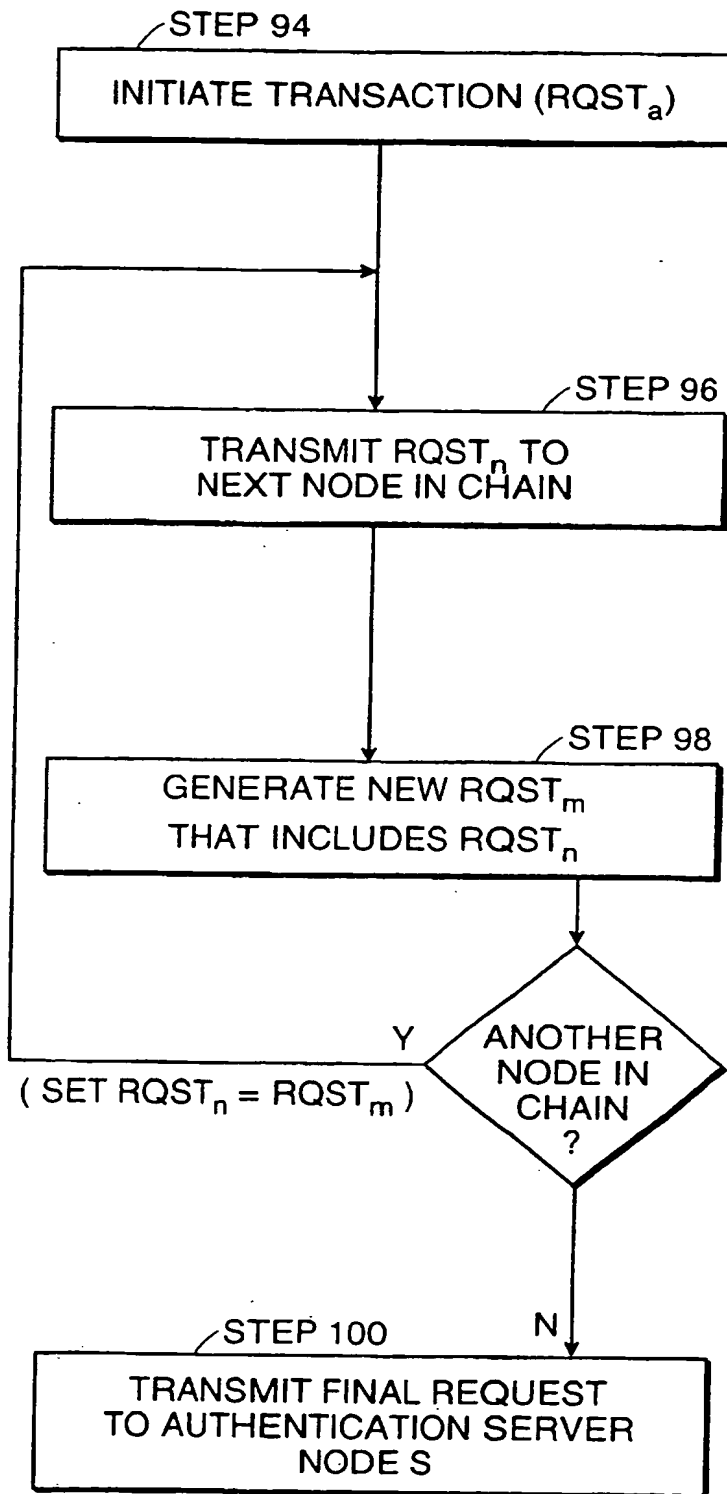 STEP 94
INITIATE TRANSACTION (RQSTₐ)
STEP 96
TRANSMIT RQSTₙ TO
NEXT NODE IN CHAIN
STEP 98
GENERATE NEW RQSTₘ
THAT INCLUDES RQSTₙ
Y
ANOTHER
NODE IN
CHAIN
?
( SET RQSTₙ = RQSTₘ )
N
STEP 100
TRANSMIT FINAL REQUEST
TO AUTHENTICATION SERVER
NODE S